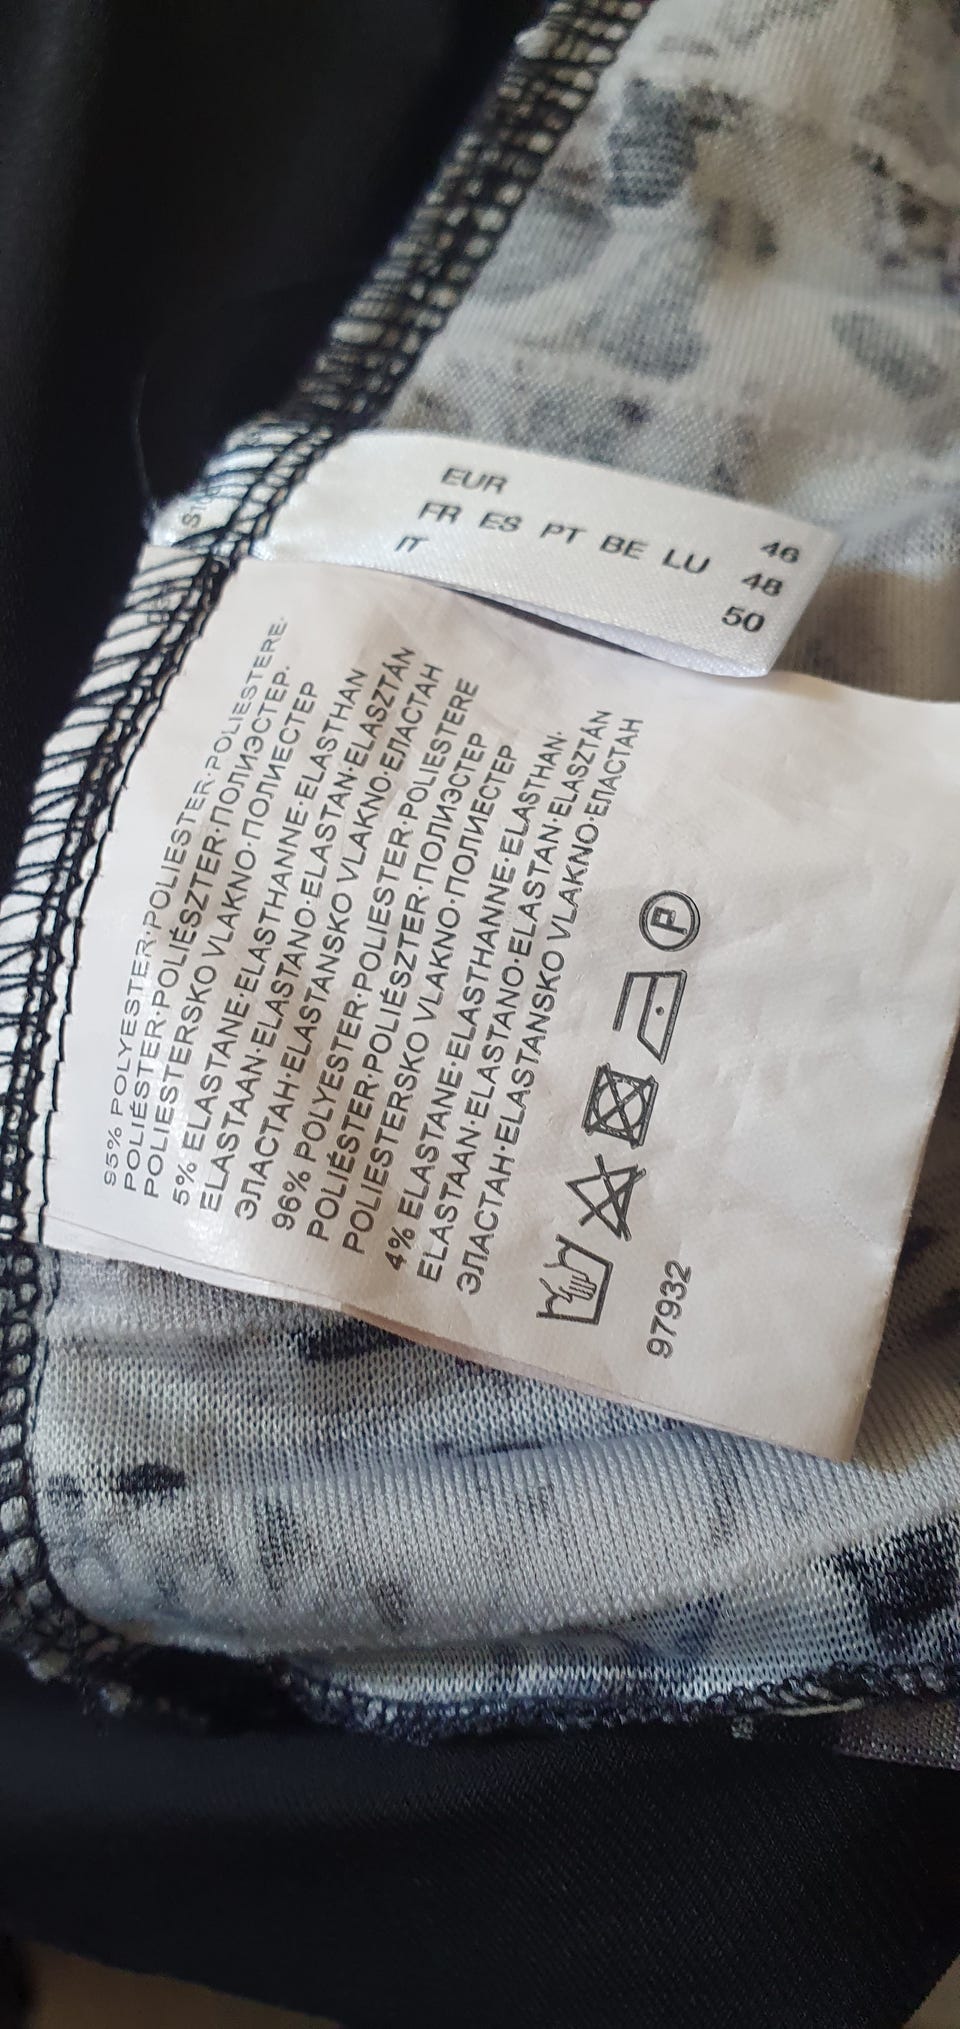 EUR 46
FR ES PT BE LU 48
IT 50
95% POLYESTER·POLIESTER·POLIESTERE·
POLIÉSTER·POLIÉSZTER·ПОЛИЭСТЕР·
POLIESTERSKO VLAKNO·ПОЛИЕСТЕР
5% ELASTANE·ELASTHANNE·ELASTHAN
ELASTAAN·ELASTANO·ELASTAN·ELASZTÁN
ЭЛАСТАН·ELASTANSKO VLAKNO·ЕЛАСТАН
96% POLYESTER·POLIESTER·POLIESTERE
POLIÉSTER·POLIÉSZTER·ПОЛИЭСТЕР
POLIESTERSKO VLAKNO·ПОЛИЕСТЕР
4% ELASTANE·ELASTHANNE·ELASTHAN·
ELASTAAN·ELASTANO·ELASTAN·ELASZTÁN
ЭЛАСТАН·ELASTANSKO VLAKNO·ЕЛАСТАН
P
97932